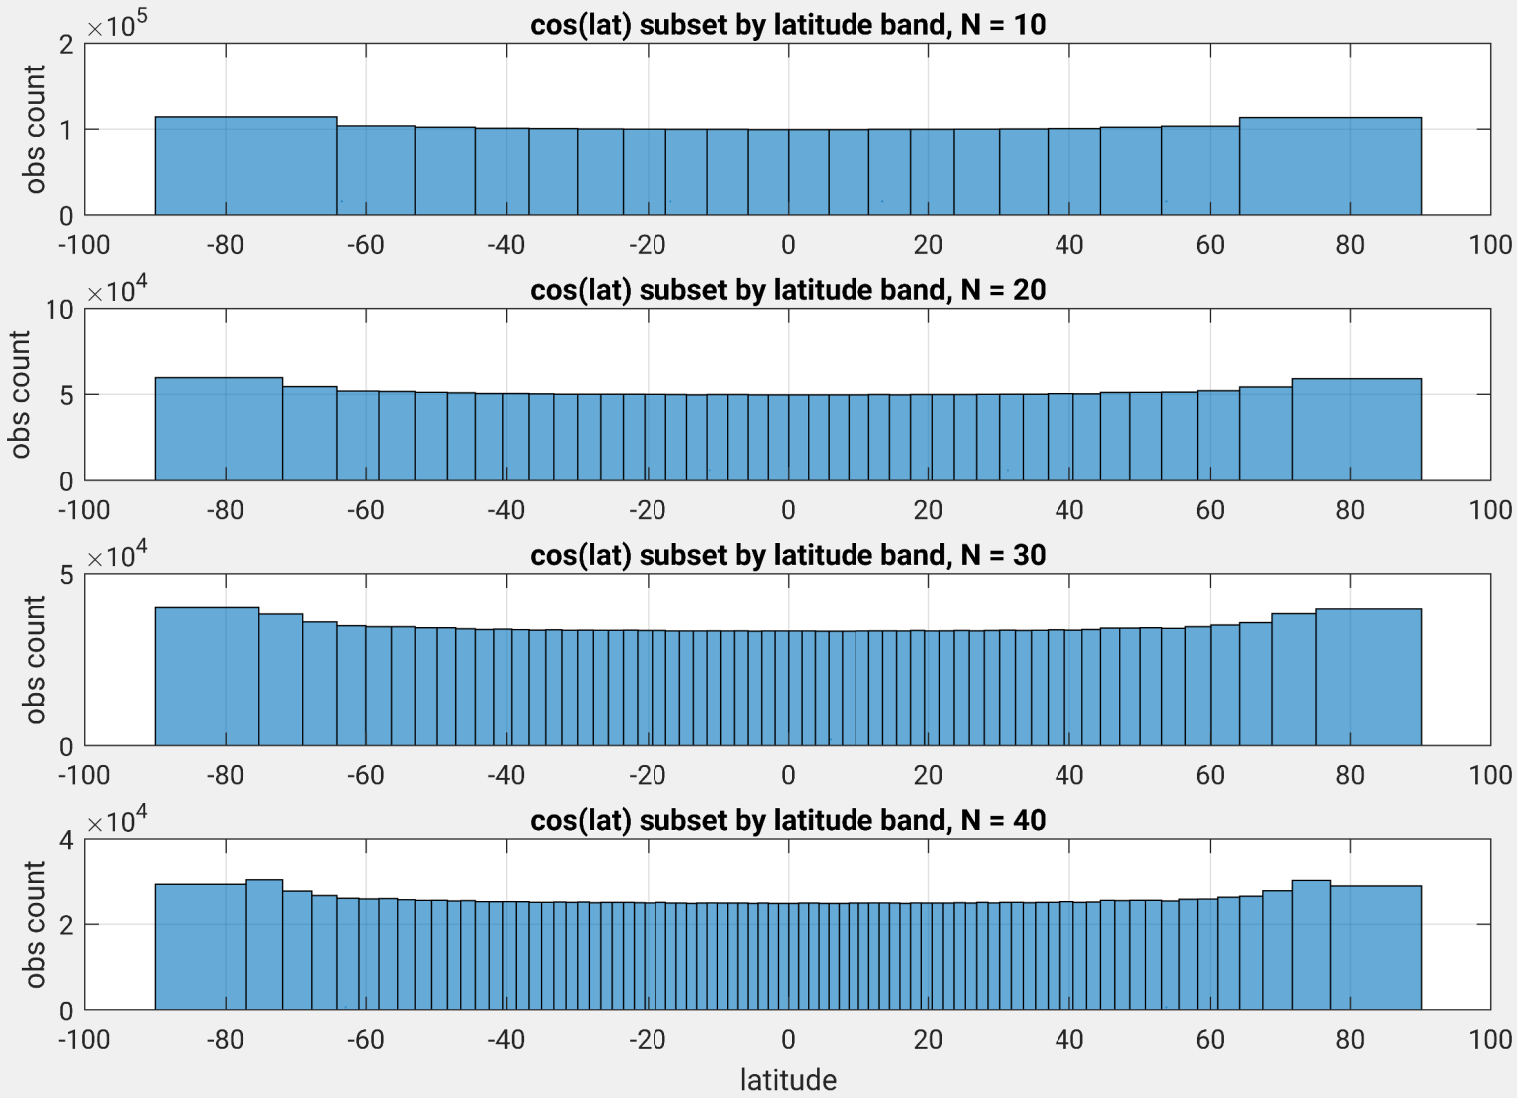 ×10^5
cos(lat) subset by latitude band, N = 10
obs count
2
1
0
-100 -80 -60 -40 -20 0 20 40 60 80 100
×10^4
cos(lat) subset by latitude band, N = 20
obs count
10
5
0
-100 -80 -60 -40 -20 0 20 40 60 80 100
×10^4
cos(lat) subset by latitude band, N = 30
obs count
5
0
-100 -80 -60 -40 -20 0 20 40 60 80 100
×10^4
cos(lat) subset by latitude band, N = 40
obs count
4
2
0
-100 -80 -60 -40 -20 0 20 40 60 80 100
latitude